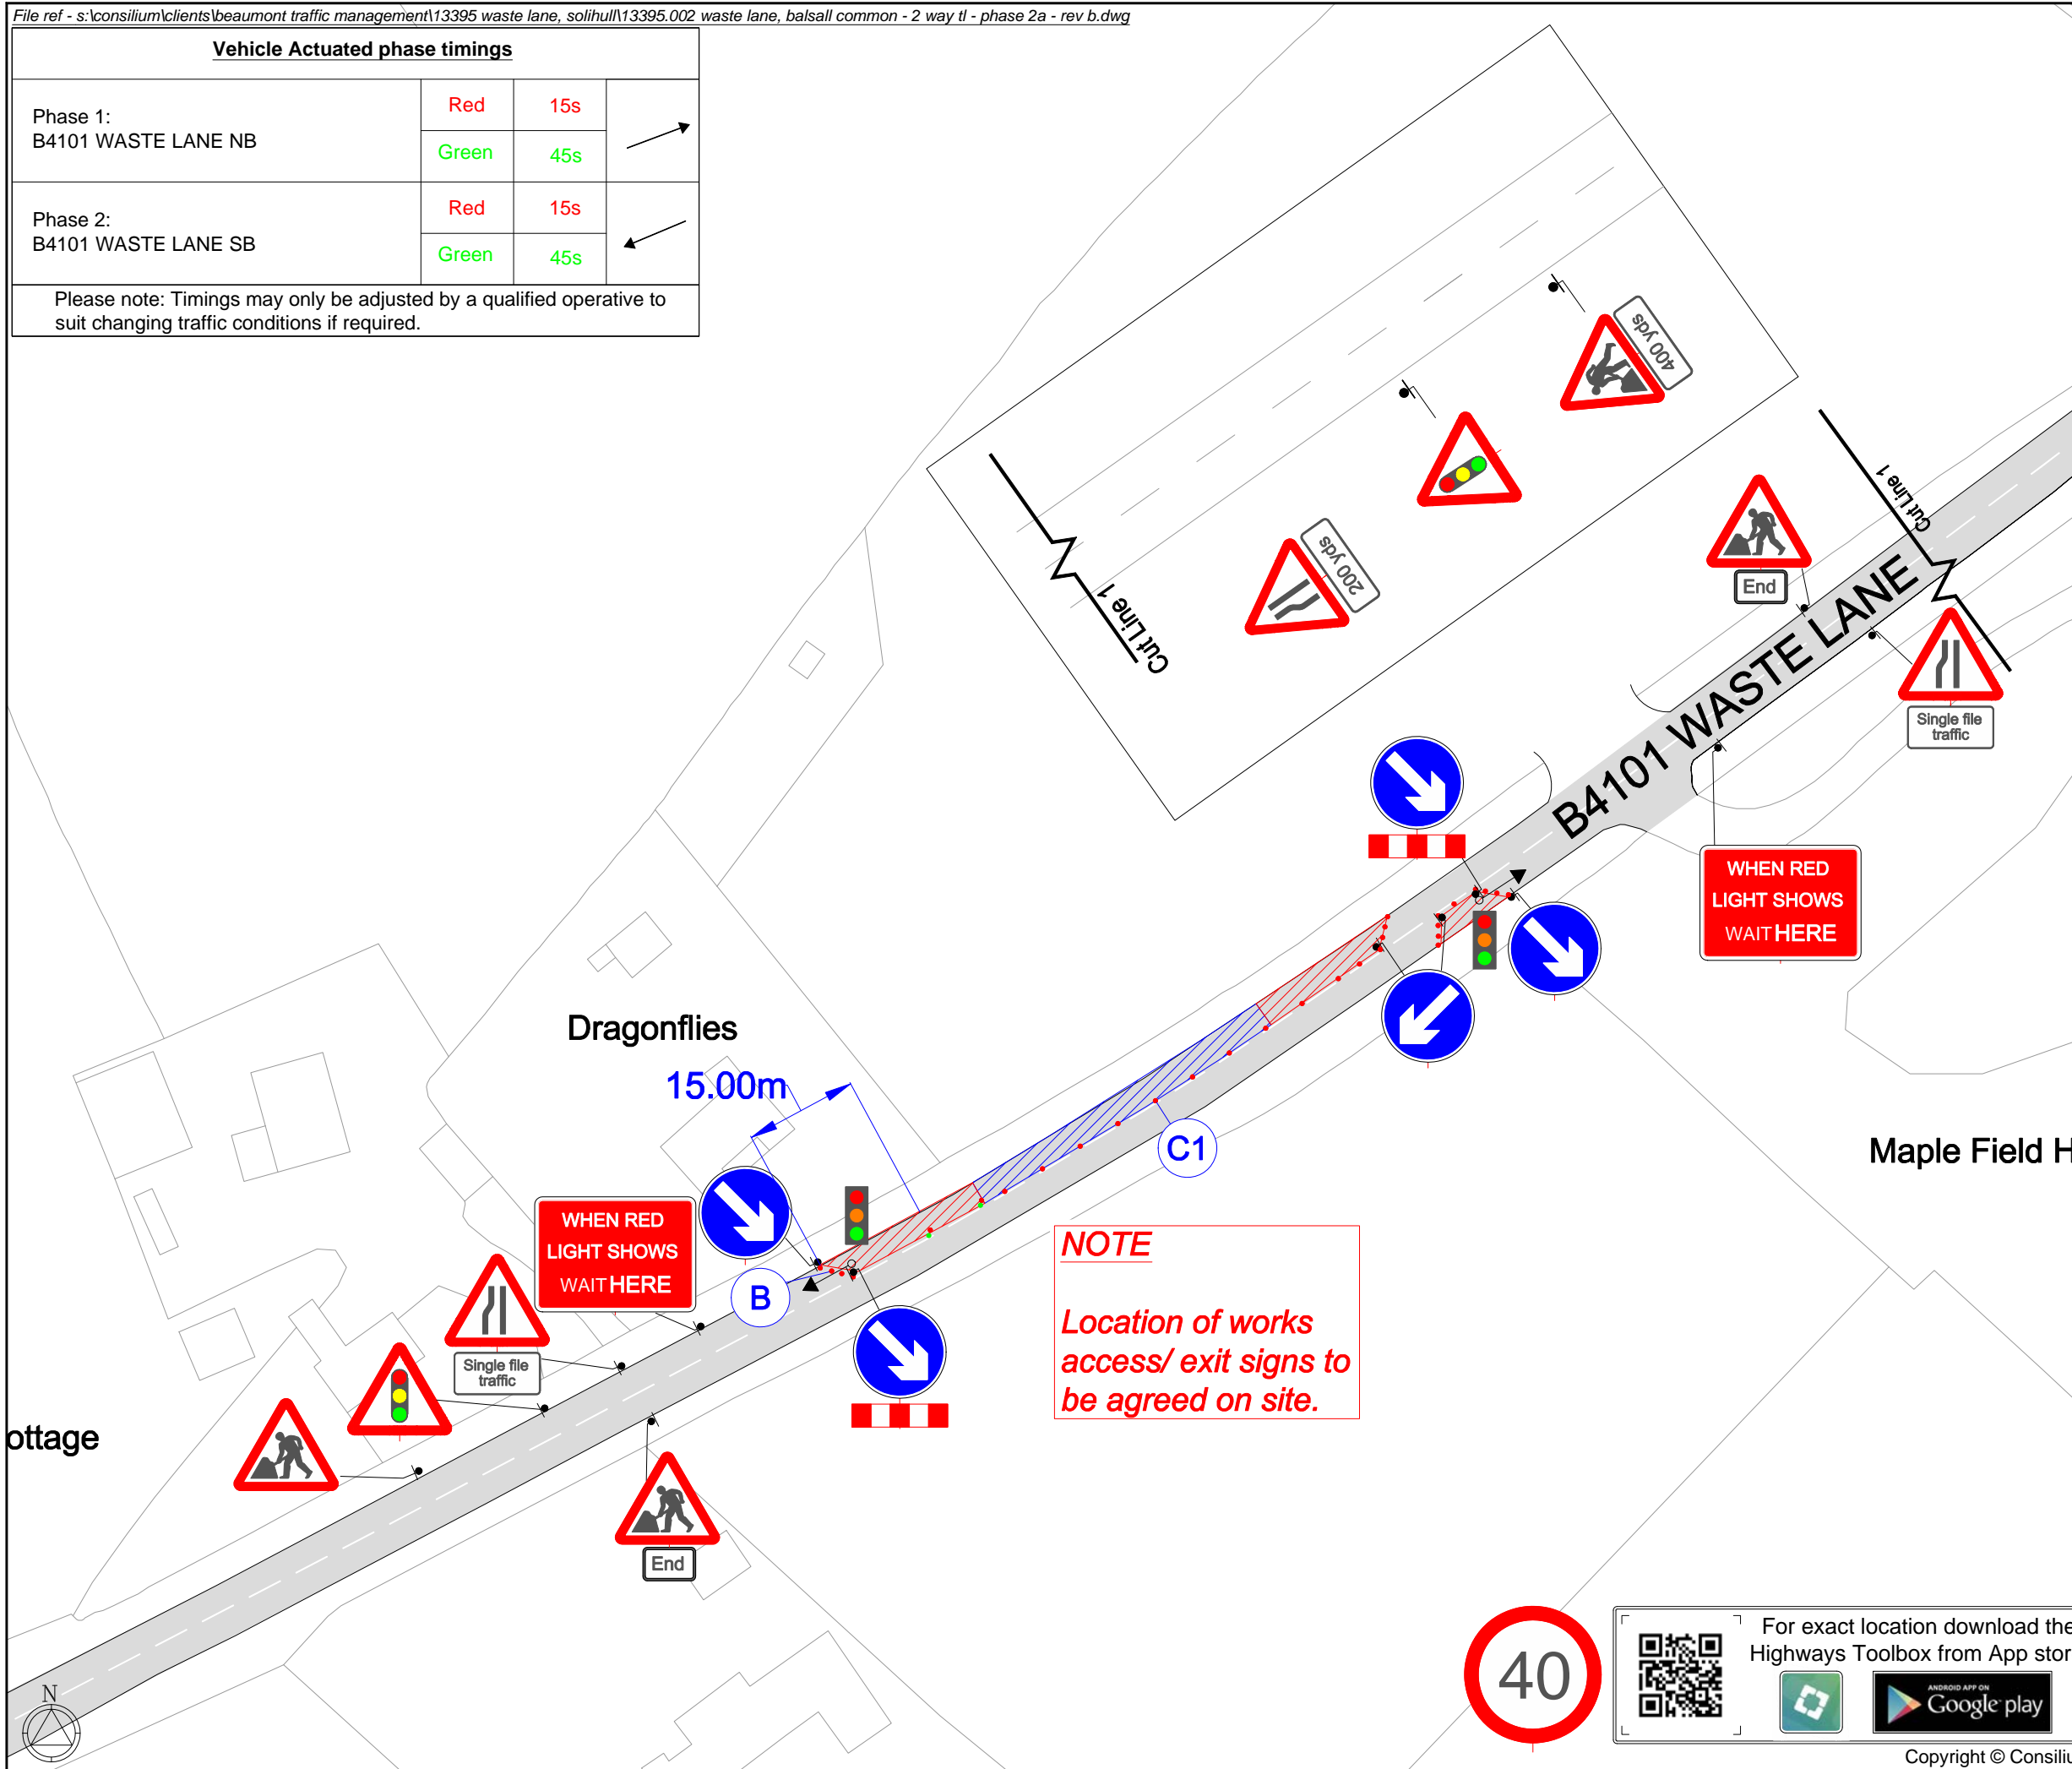 File ref - s:\consilium\clients\beaumont traffic management\13395 waste lane, solihull\13395.002 waste lane, balsall common - 2 way tl - phase 2a - rev b.dwg
Vehicle Actuated phase timings
Phase 1:
B4101 WASTE LANE NB
Red 15s
Green 45s
Phase 2:
B4101 WASTE LANE SB
Red 15s
Green 45s
Please note: Timings may only be adjusted by a qualified operative to
suit changing traffic conditions if required.
400 yds
200 yds
Cut Line 1
Cut Line 1
End
B4101 WASTE LANE
Single file
traffic
WHEN RED
LIGHT SHOWS
WAIT HERE
Dragonflies
15.00m
C1
Maple Field H
WHEN RED
LIGHT SHOWS
WAIT HERE
B
Single file
traffic
NOTE
Location of works
access/ exit signs to
be agreed on site.
ottage
End
N
40
For exact location download the
Highways Toolbox from App stor
ANDROID APP ON
Google play
Copyright © Consiliu